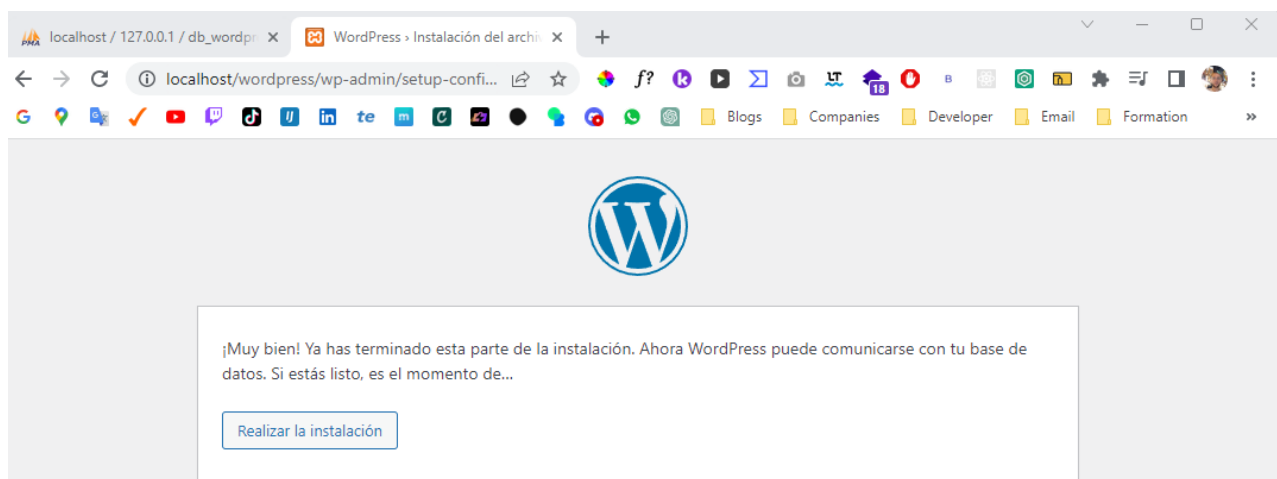 localhost / 127.0.0.1 / db_wordpr
WordPress › Instalación del archiv
localhost/wordpress/wp-admin/setup-confi...
f?
18
Blogs
Companies
Developer
Email
Formation
¡Muy bien! Ya has terminado esta parte de la instalación. Ahora WordPress puede comunicarse con tu base de
datos. Si estás listo, es el momento de...
Realizar la instalación